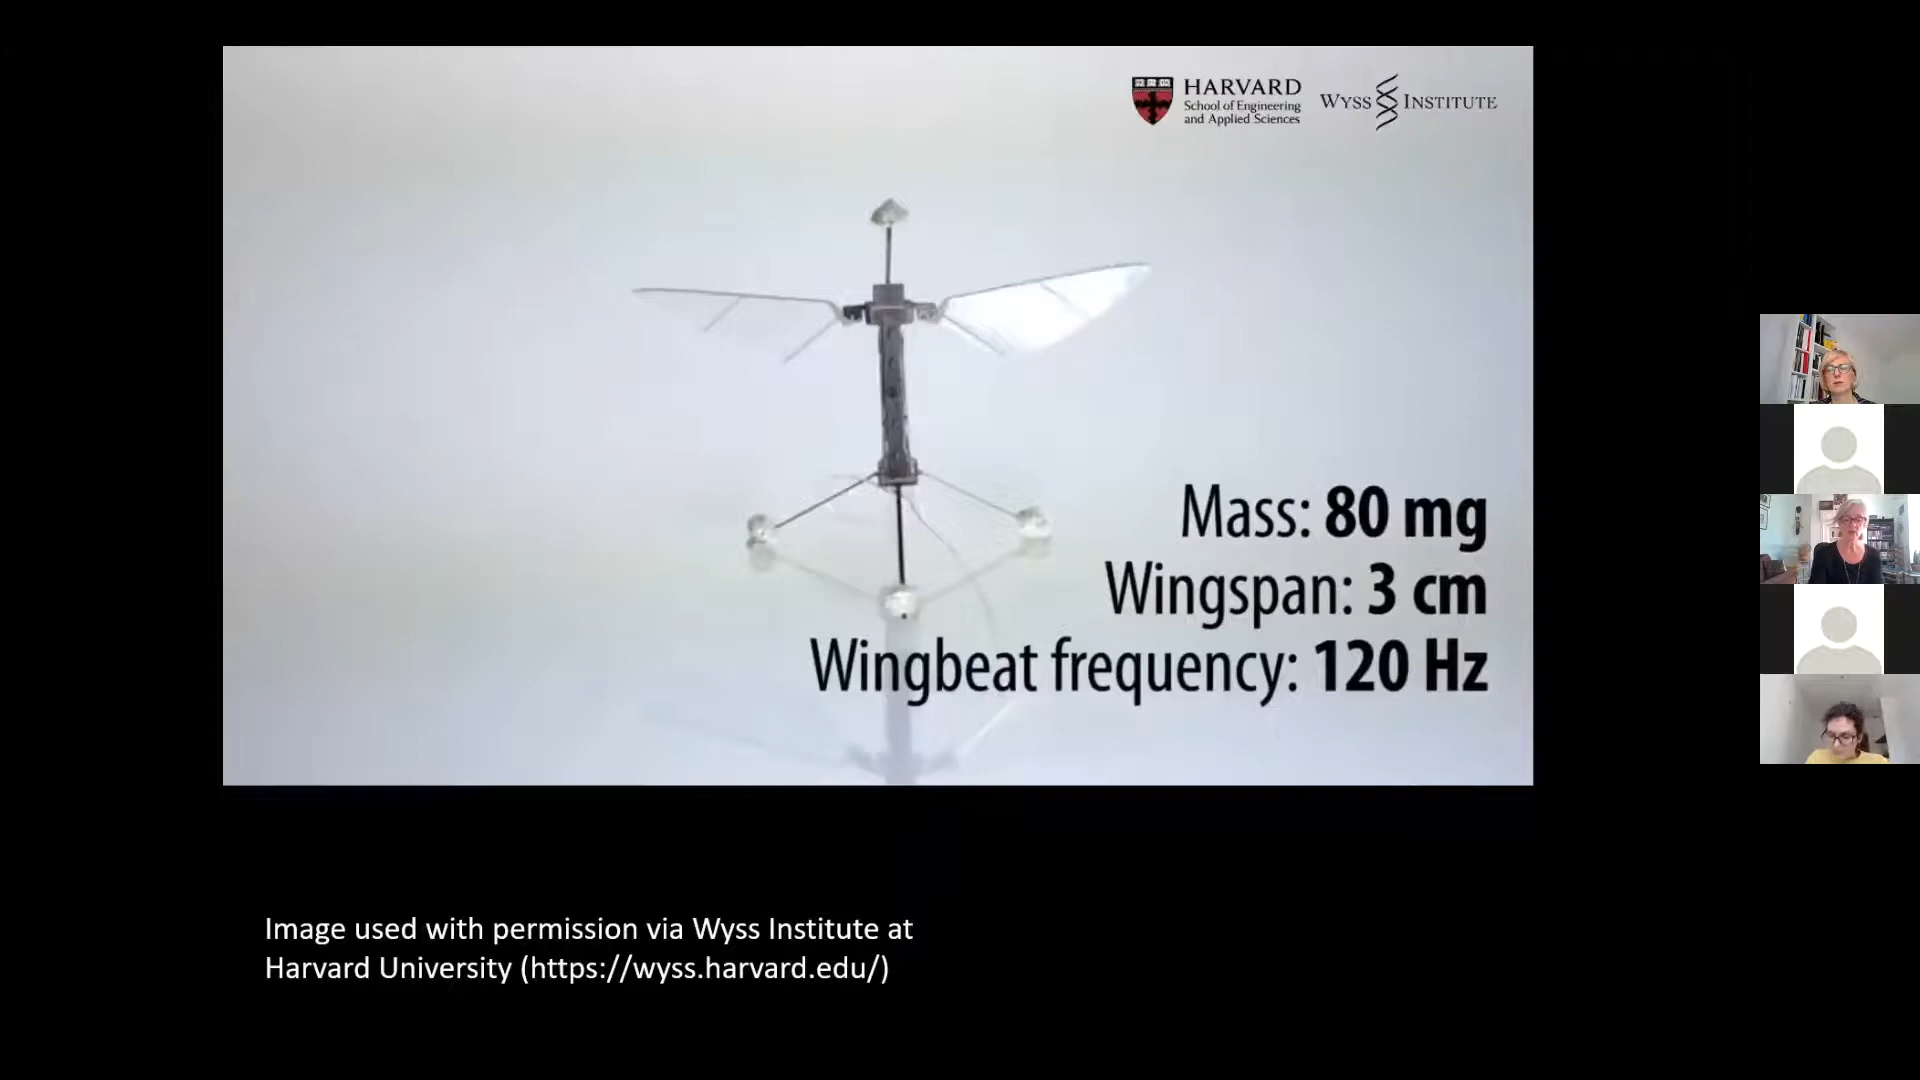 HARVARD
School of Engineering
and Applied Sciences
WYSS INSTITUTE
Mass: 80 mg
Wingspan: 3 cm
Wingbeat frequency: 120 Hz
Image used with permission via Wyss Institute at
Harvard University (https://wyss.harvard.edu/)